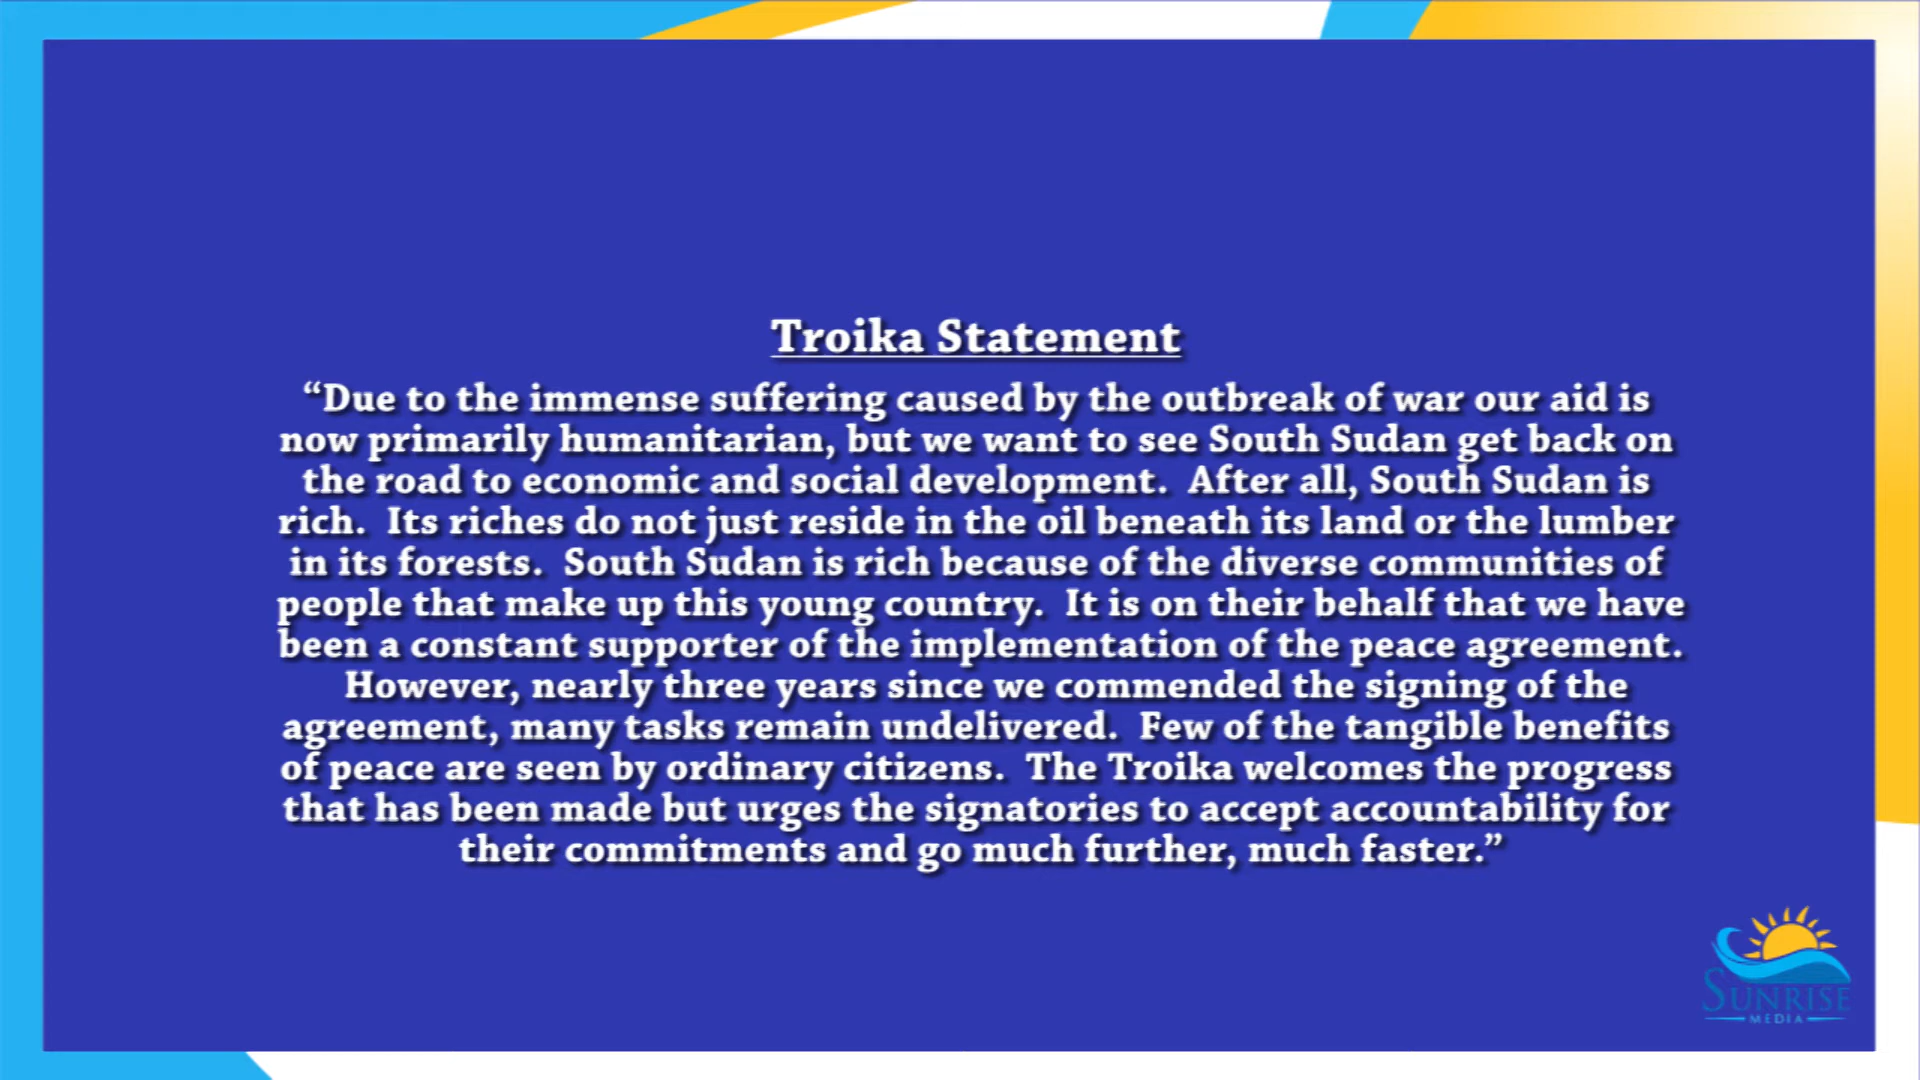 Troika Statement
“Due to the immense suffering caused by the outbreak of war our aid is
now primarily humanitarian, but we want to see South Sudan get back on
the road to economic and social development.  After all, South Sudan is
rich.  Its riches do not just reside in the oil beneath its land or the lumber
in its forests.  South Sudan is rich because of the diverse communities of
people that make up this young country.  It is on their behalf that we have
been a constant supporter of the implementation of the peace agreement.
However, nearly three years since we commended the signing of the
agreement, many tasks remain undelivered.  Few of the tangible benefits
of peace are seen by ordinary citizens.  The Troika welcomes the progress
that has been made but urges the signatories to accept accountability for
their commitments and go much further, much faster.”
SUNRISE
MEDIA